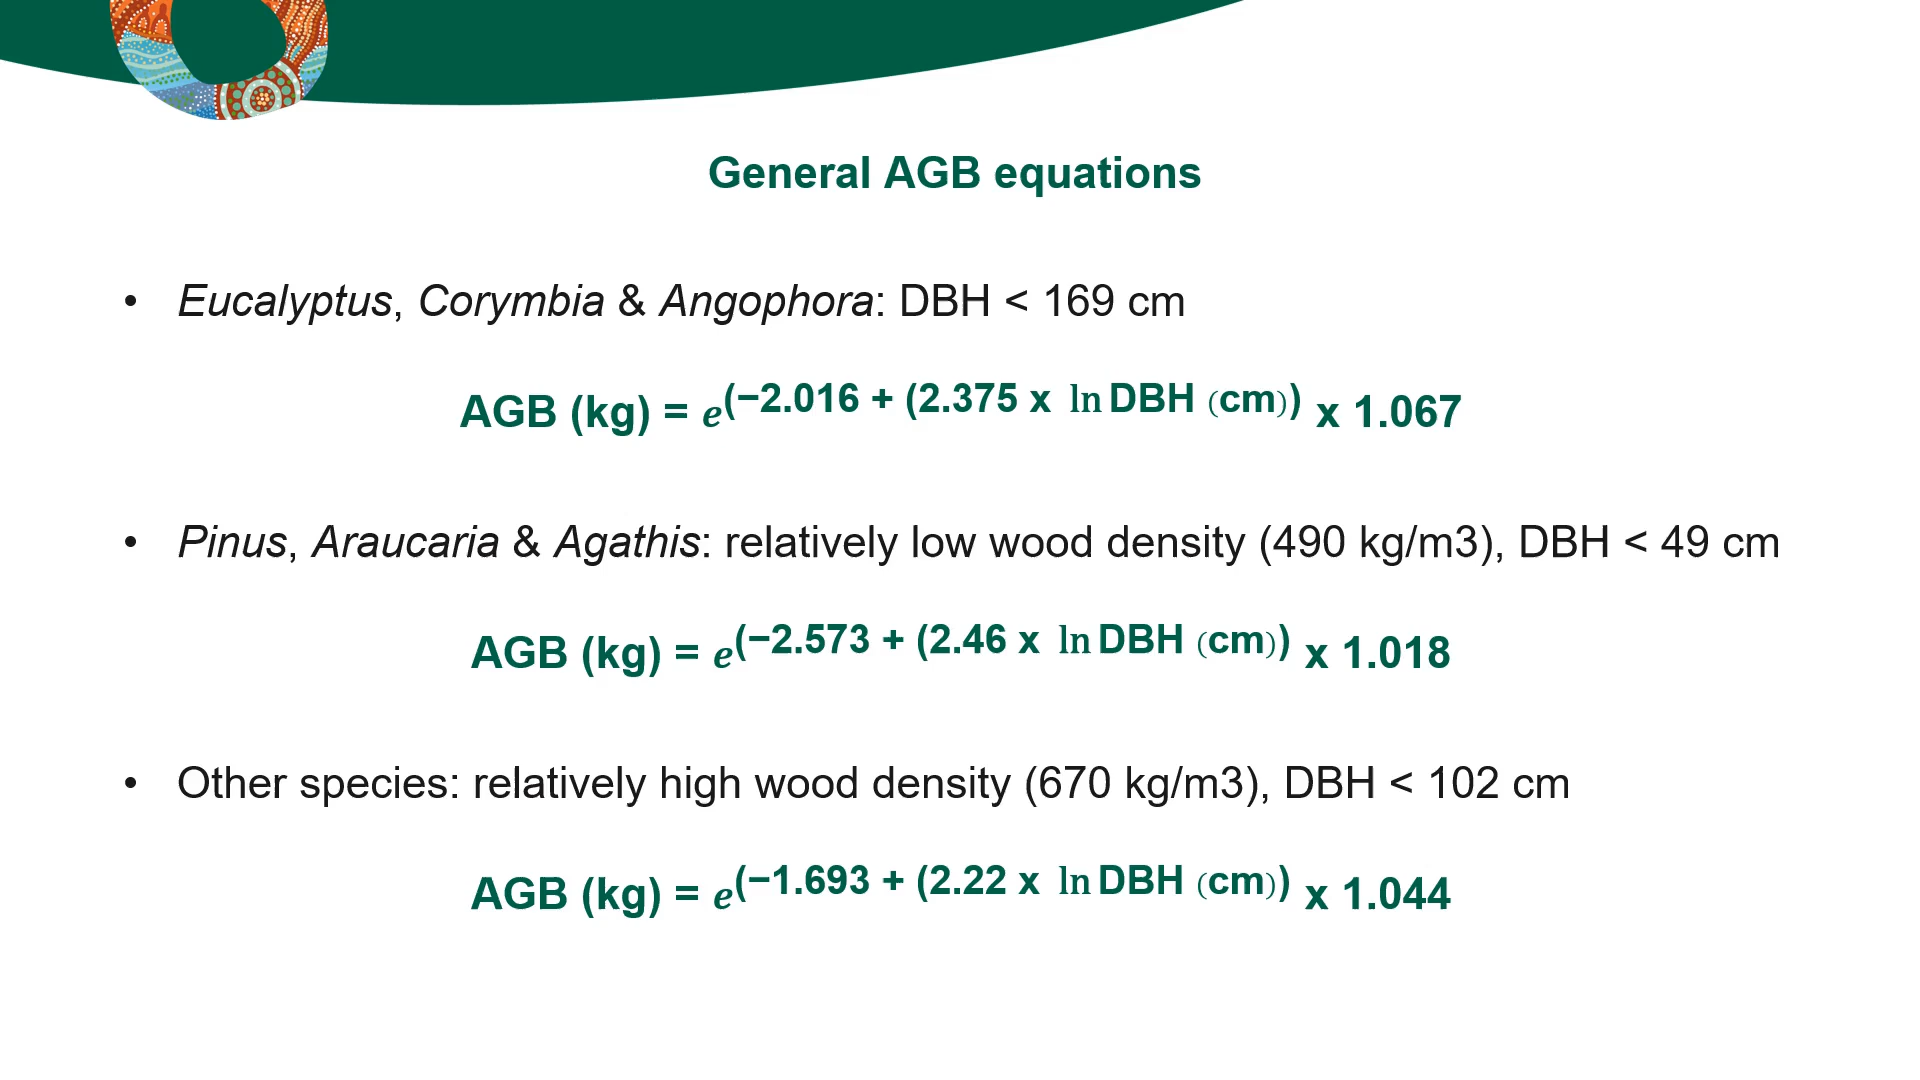 General AGB equations
• Eucalyptus, Corymbia & Angophora: DBH < 169 cm
AGB (kg) = e(−2.016 + (2.375 x ln DBH (cm)) x 1.067
• Pinus, Araucaria & Agathis: relatively low wood density (490 kg/m3), DBH < 49 cm
AGB (kg) = e(−2.573 + (2.46 x ln DBH (cm)) x 1.018
• Other species: relatively high wood density (670 kg/m3), DBH < 102 cm
AGB (kg) = e(−1.693 + (2.22 x ln DBH (cm)) x 1.044